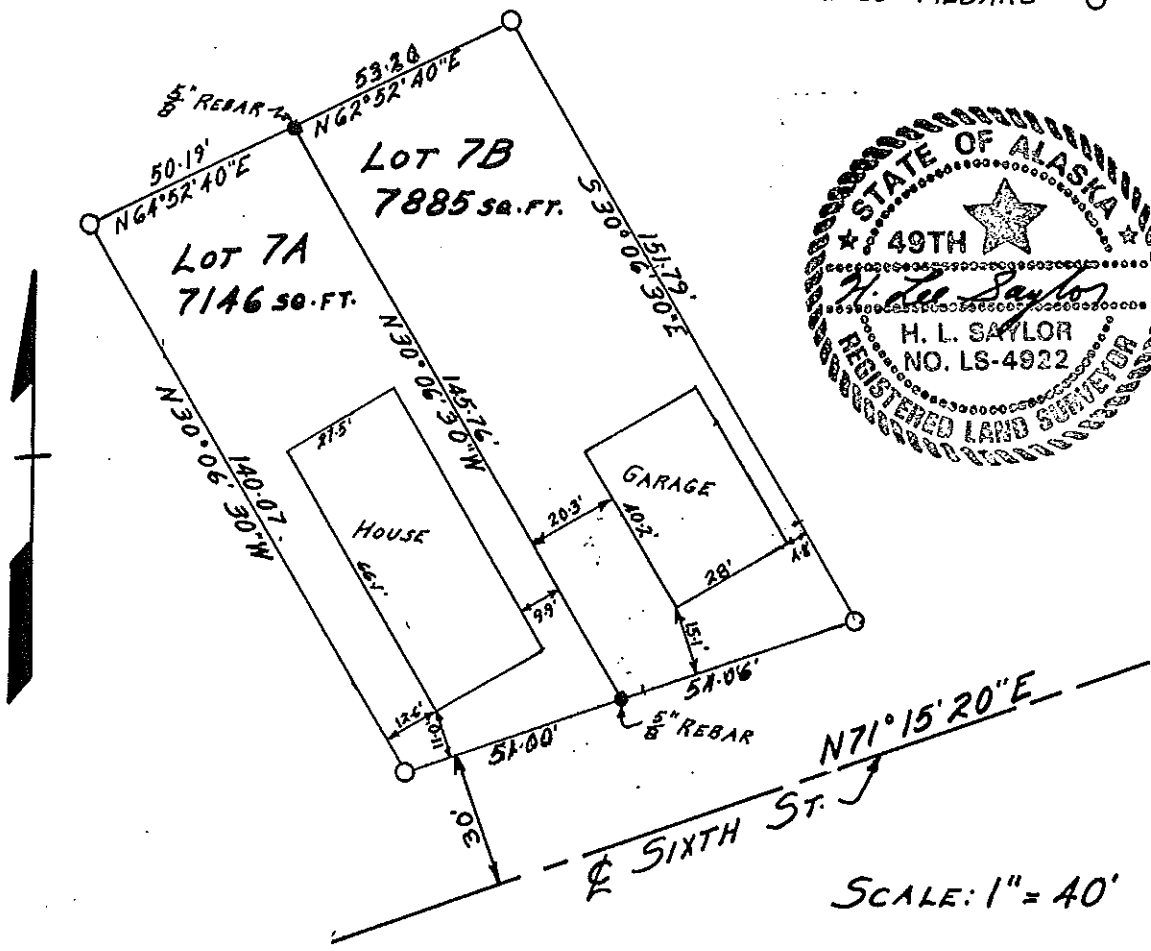 5/8" REBAR
53.20
N62°52'40"E
50.19'
N64°52'40"E
LOT 7B
7885 SQ.FT.
LOT 7A
7146 SQ.FT.
S30°06'30"E
151.79'
STATE OF ALASKA
49TH
H. Lee Saylor
H. L. SAYLOR
NO. LS-4922
REGISTERED LAND SURVEYOR
N30°06'30"W
140.07'
N30°06'30"W
145.76'
27.5'
HOUSE
66.1'
9.9'
12.6'
11.0'
GARAGE
20.3'
40.2'
28'
4.8'
15.1'
51.00'
54.06'
5/8" REBAR
30'
N71°15'20"E
℄ SIXTH ST.
SCALE: 1" = 40'